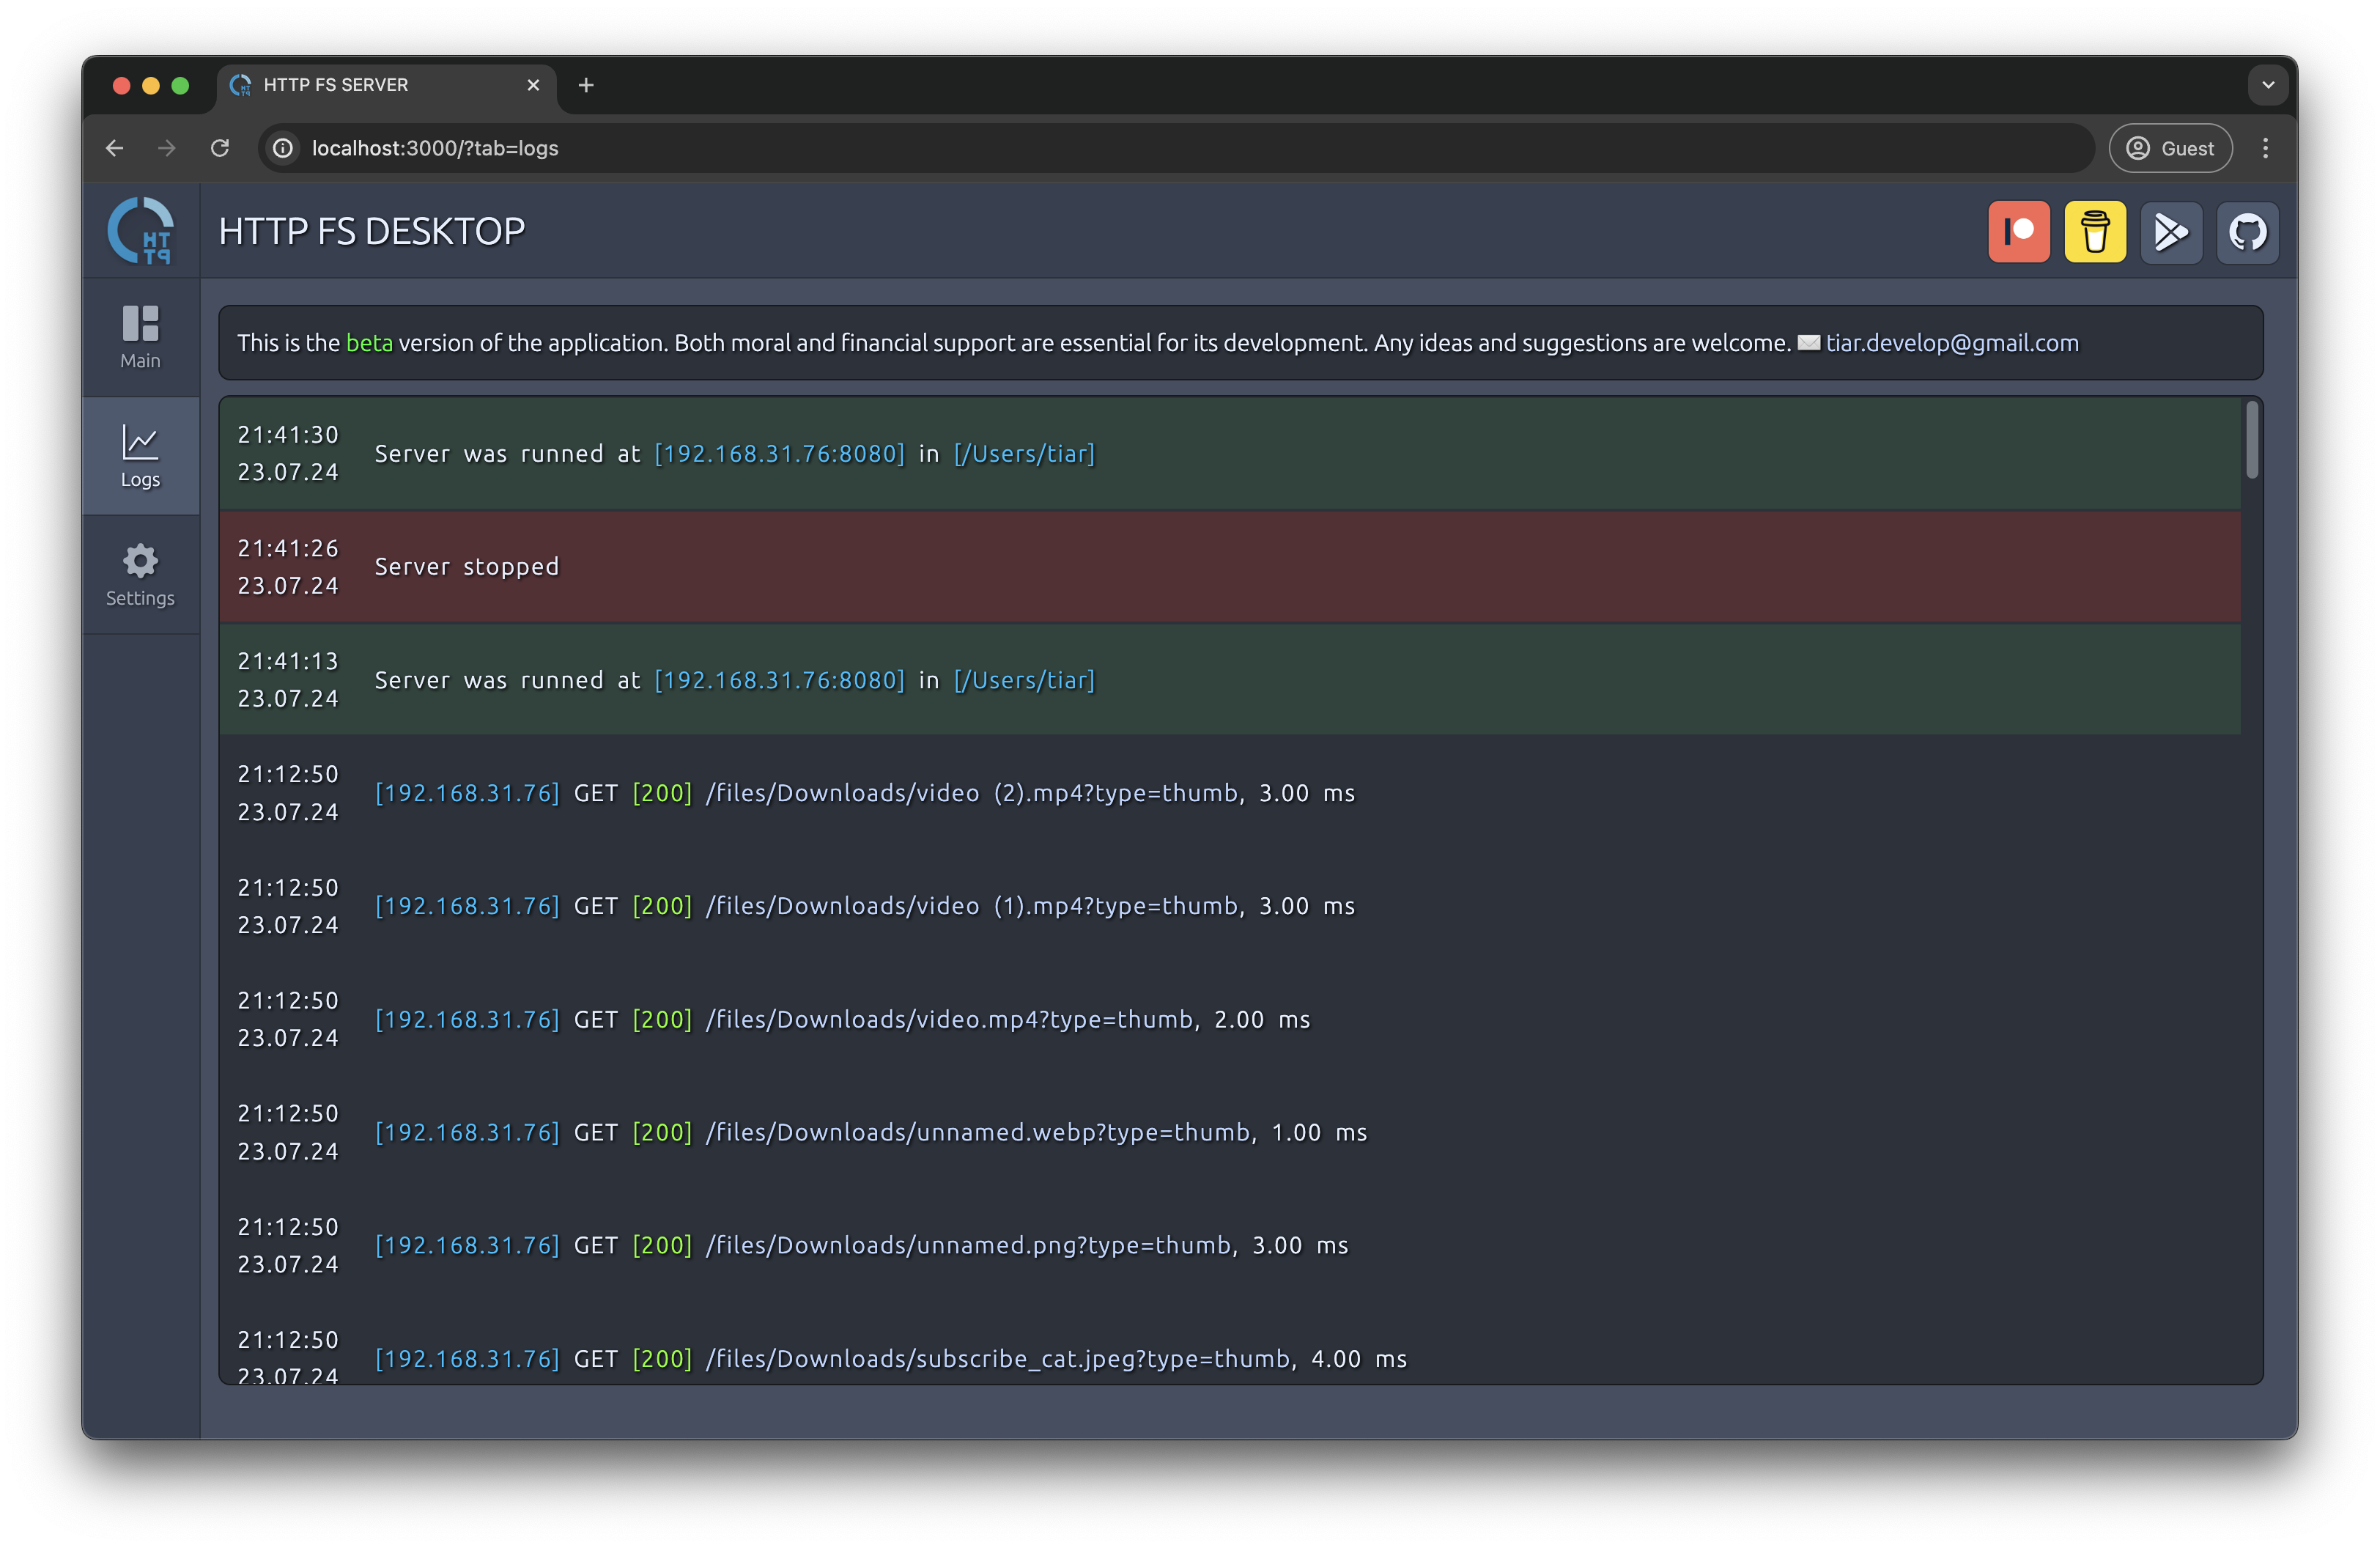 HTTP FS SERVER
localhost:3000/?tab=logs
Guest
HT
TP
HTTP FS DESKTOP
Main
Logs
Settings
This is the beta version of the application. Both moral and financial support are essential for its development. Any ideas and suggestions are welcome. tiar.develop@gmail.com
21:41:30
23.07.24
Server was runned at [192.168.31.76:8080] in [/Users/tiar]
21:41:26
23.07.24
Server stopped
21:41:13
23.07.24
Server was runned at [192.168.31.76:8080] in [/Users/tiar]
21:12:50
23.07.24
[192.168.31.76] GET [200] /files/Downloads/video (2).mp4?type=thumb, 3.00 ms
21:12:50
23.07.24
[192.168.31.76] GET [200] /files/Downloads/video (1).mp4?type=thumb, 3.00 ms
21:12:50
23.07.24
[192.168.31.76] GET [200] /files/Downloads/video.mp4?type=thumb, 2.00 ms
21:12:50
23.07.24
[192.168.31.76] GET [200] /files/Downloads/unnamed.webp?type=thumb, 1.00 ms
21:12:50
23.07.24
[192.168.31.76] GET [200] /files/Downloads/unnamed.png?type=thumb, 3.00 ms
21:12:50
23.07.24
[192.168.31.76] GET [200] /files/Downloads/subscribe_cat.jpeg?type=thumb, 4.00 ms